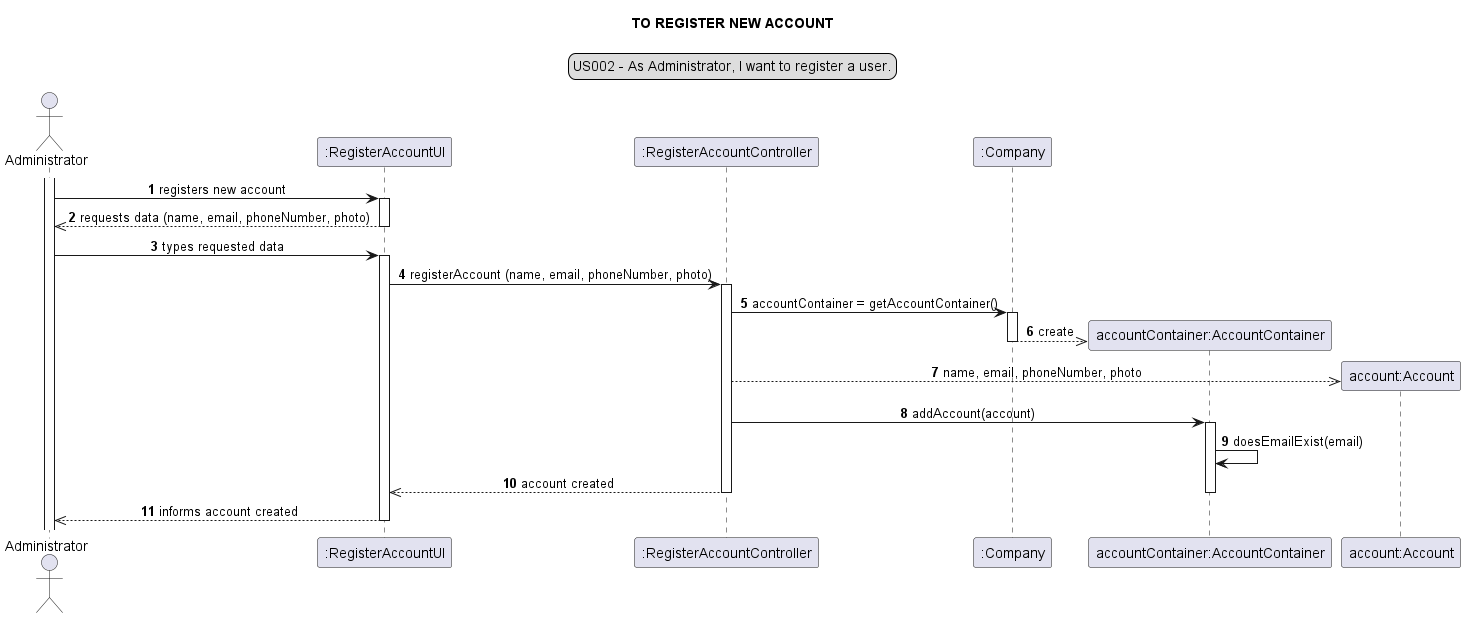 TO REGISTER NEW ACCOUNT
US002 - As Administrator, I want to register a user.
Administrator
:RegisterAccountUI
:RegisterAccountController
:Company
1 registers new account
2 requests data (name, email, phoneNumber, photo)
3 types requested data
4 registerAccount (name, email, phoneNumber, photo)
5 accountContainer = getAccountContainer()
6 create
accountContainer:AccountContainer
7 name, email, phoneNumber, photo
account:Account
8 addAccount(account)
9 doesEmailExist(email)
10 account created
11 informs account created
Administrator
:RegisterAccountUI
:RegisterAccountController
:Company
accountContainer:AccountContainer
account:Account